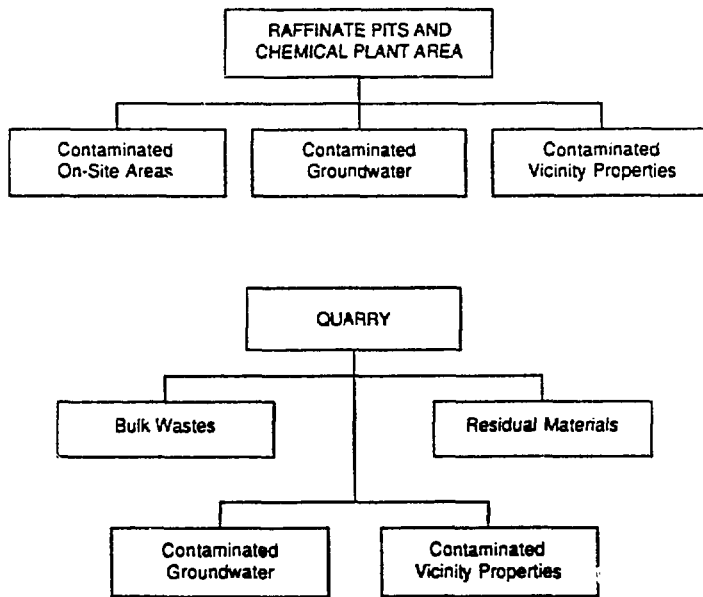 RAFFINATE PITS AND
CHEMICAL PLANT AREA
Contaminated
On-Site Areas
Contaminated
Groundwater
Contaminated
Vicinity Properties
QUARRY
Bulk Wastes
Residual Materials
Contaminated
Groundwater
Contaminated
Vicinity Properties